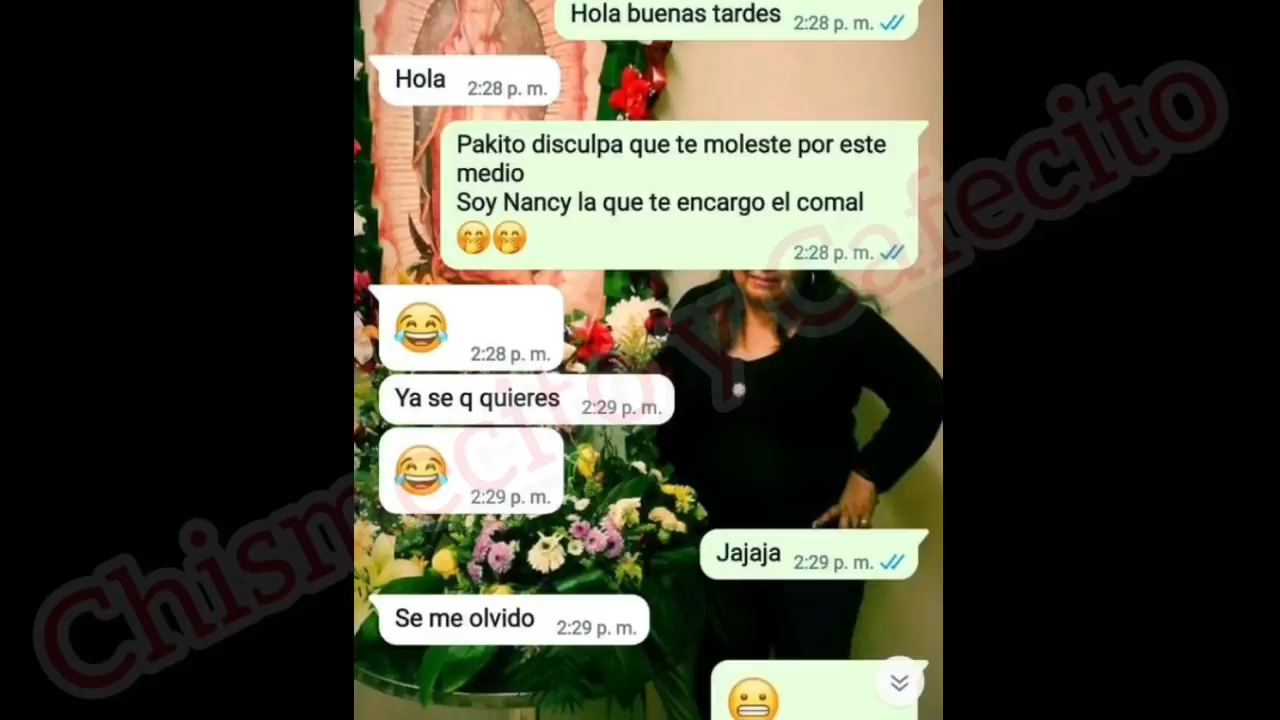 Hola buenas tardes 2:28 p. m.
Hola 2:28 p. m.
Pakito disculpa que te moleste por este
medio
Soy Nancy la que te encargo el comal
🤭🤭
2:28 p. m.
😂
2:28 p. m.
Ya se q quieres 2:29 p. m.
😂
2:29 p. m.
Jajaja 2:29 p. m.
Se me olvido 2:29 p. m.
😬
Chismecito y Cafecito